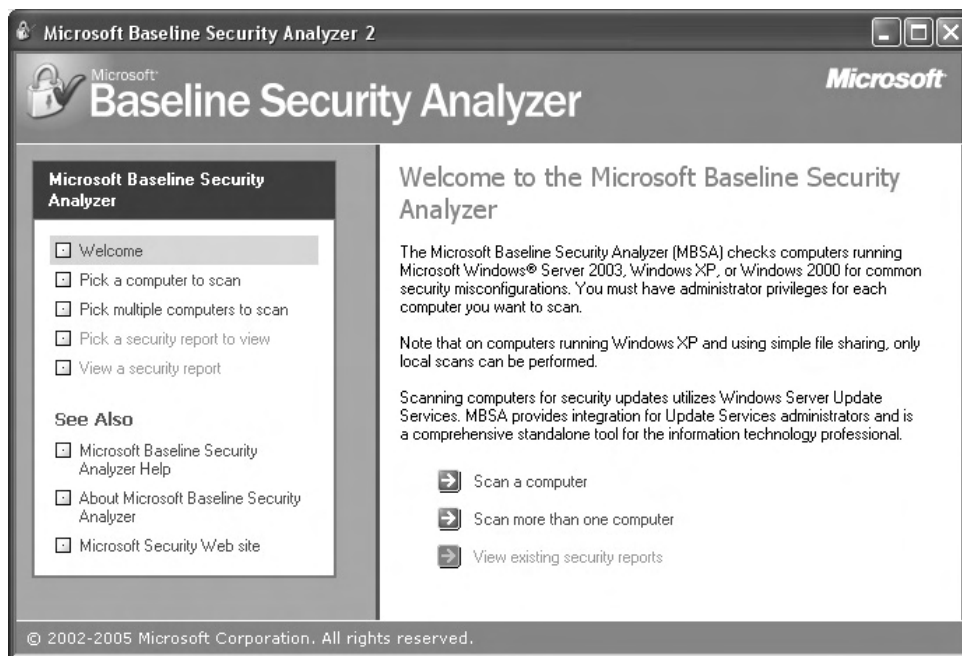 Microsoft Baseline Security Analyzer 2
Microsoft
Baseline Security Analyzer
Microsoft
Microsoft Baseline Security
Analyzer
Welcome
Pick a computer to scan
Pick multiple computers to scan
Pick a security report to view
View a security report
See Also
Microsoft Baseline Security
Analyzer Help
About Microsoft Baseline Security
Analyzer
Microsoft Security Web site
Welcome to the Microsoft Baseline Security
Analyzer
The Microsoft Baseline Security Analyzer (MBSA) checks computers running
Microsoft Windows® Server 2003, Windows XP, or Windows 2000 for common
security misconfigurations. You must have administrator privileges for each
computer you want to scan.
Note that on computers running Windows XP and using simple file sharing, only
local scans can be performed.
Scanning computers for security updates utilizes Windows Server Update
Services. MBSA provides integration for Update Services administrators and is
a comprehensive standalone tool for the information technology professional.
Scan a computer
Scan more than one computer
View existing security reports
© 2002-2005 Microsoft Corporation. All rights reserved.